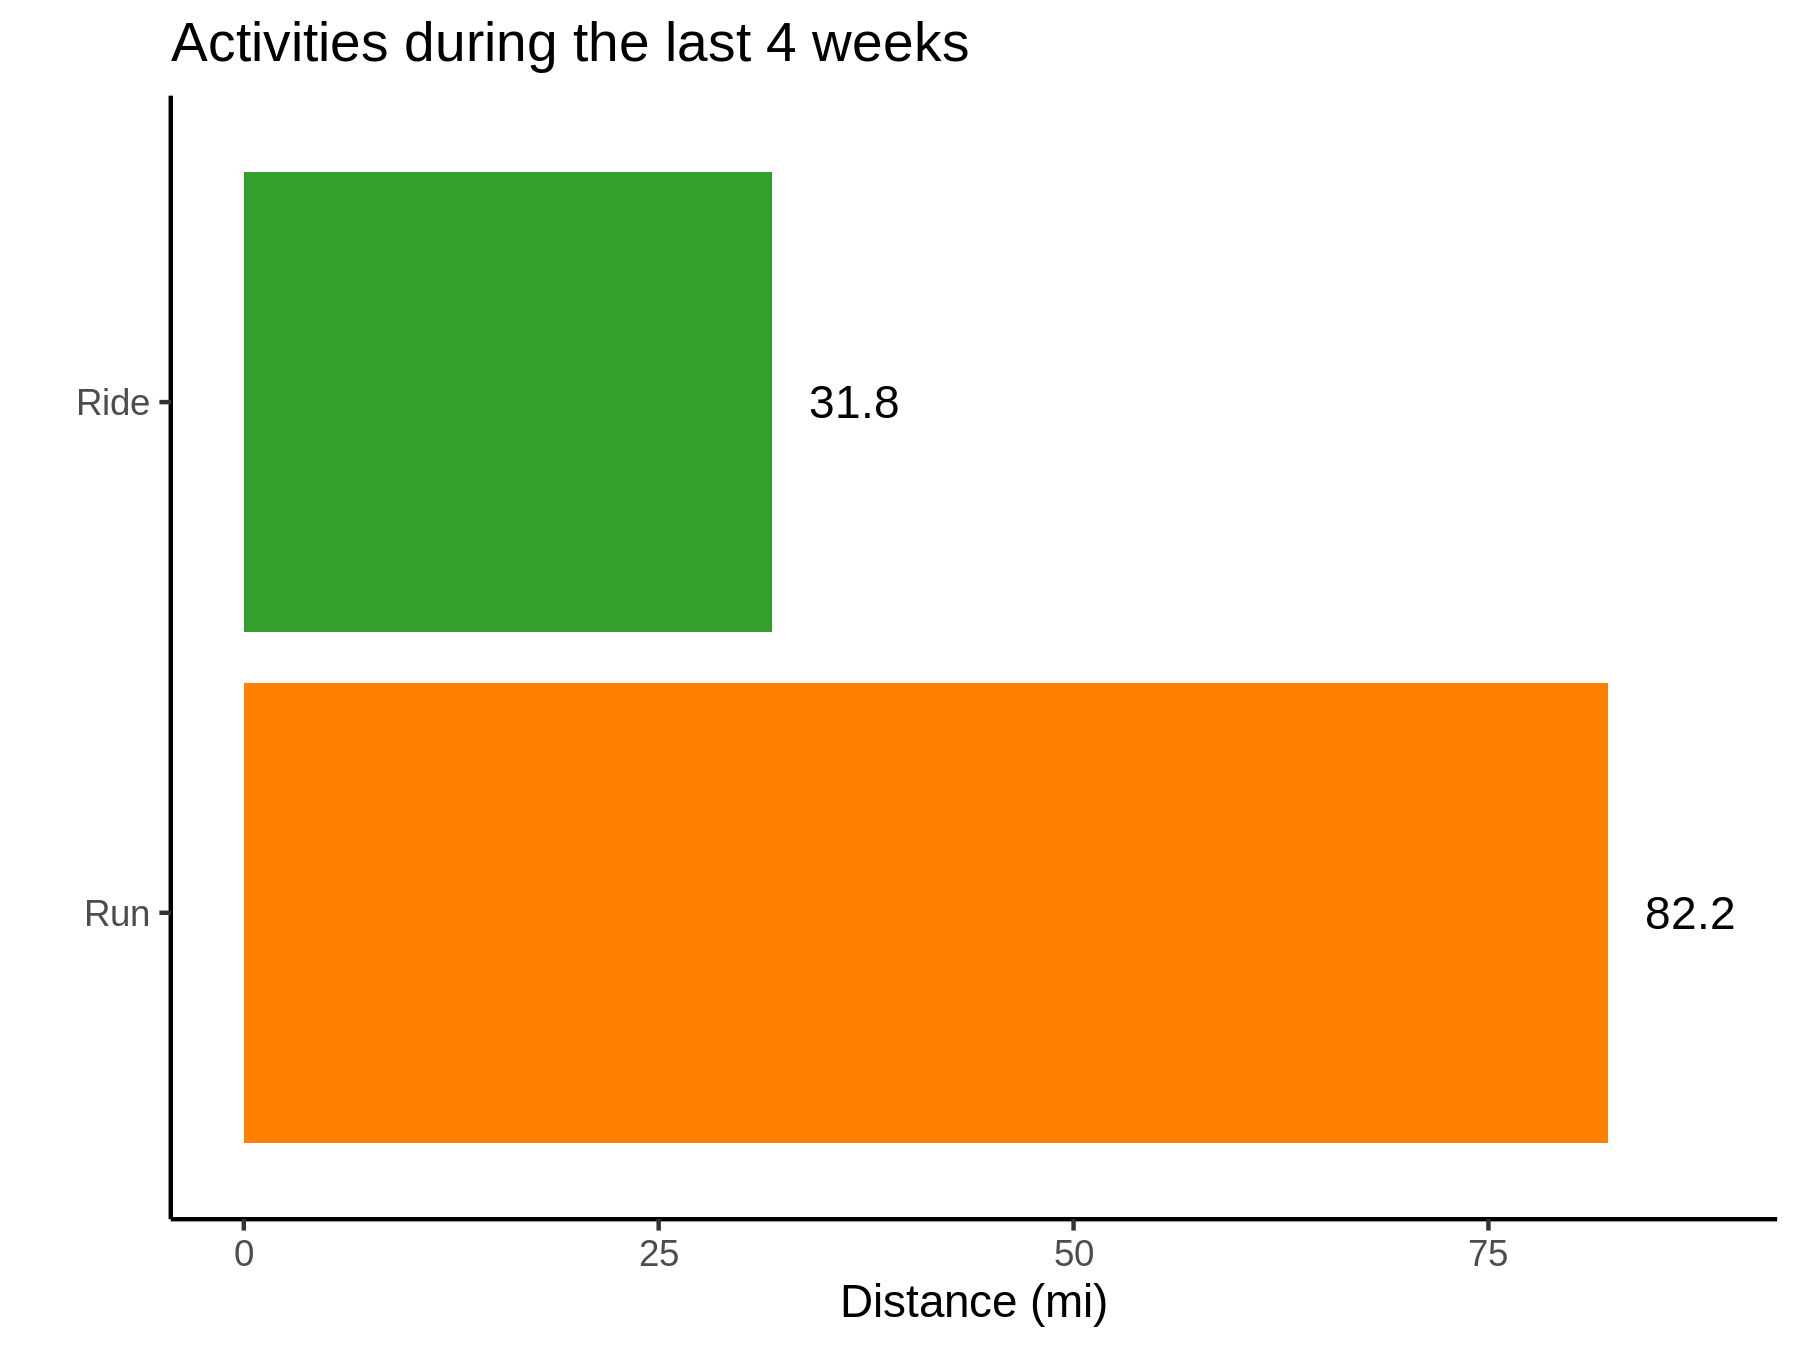 Activities during the last 4 weeks
Ride
31.8
Run
82.2
0 25 50 75
Distance (mi)